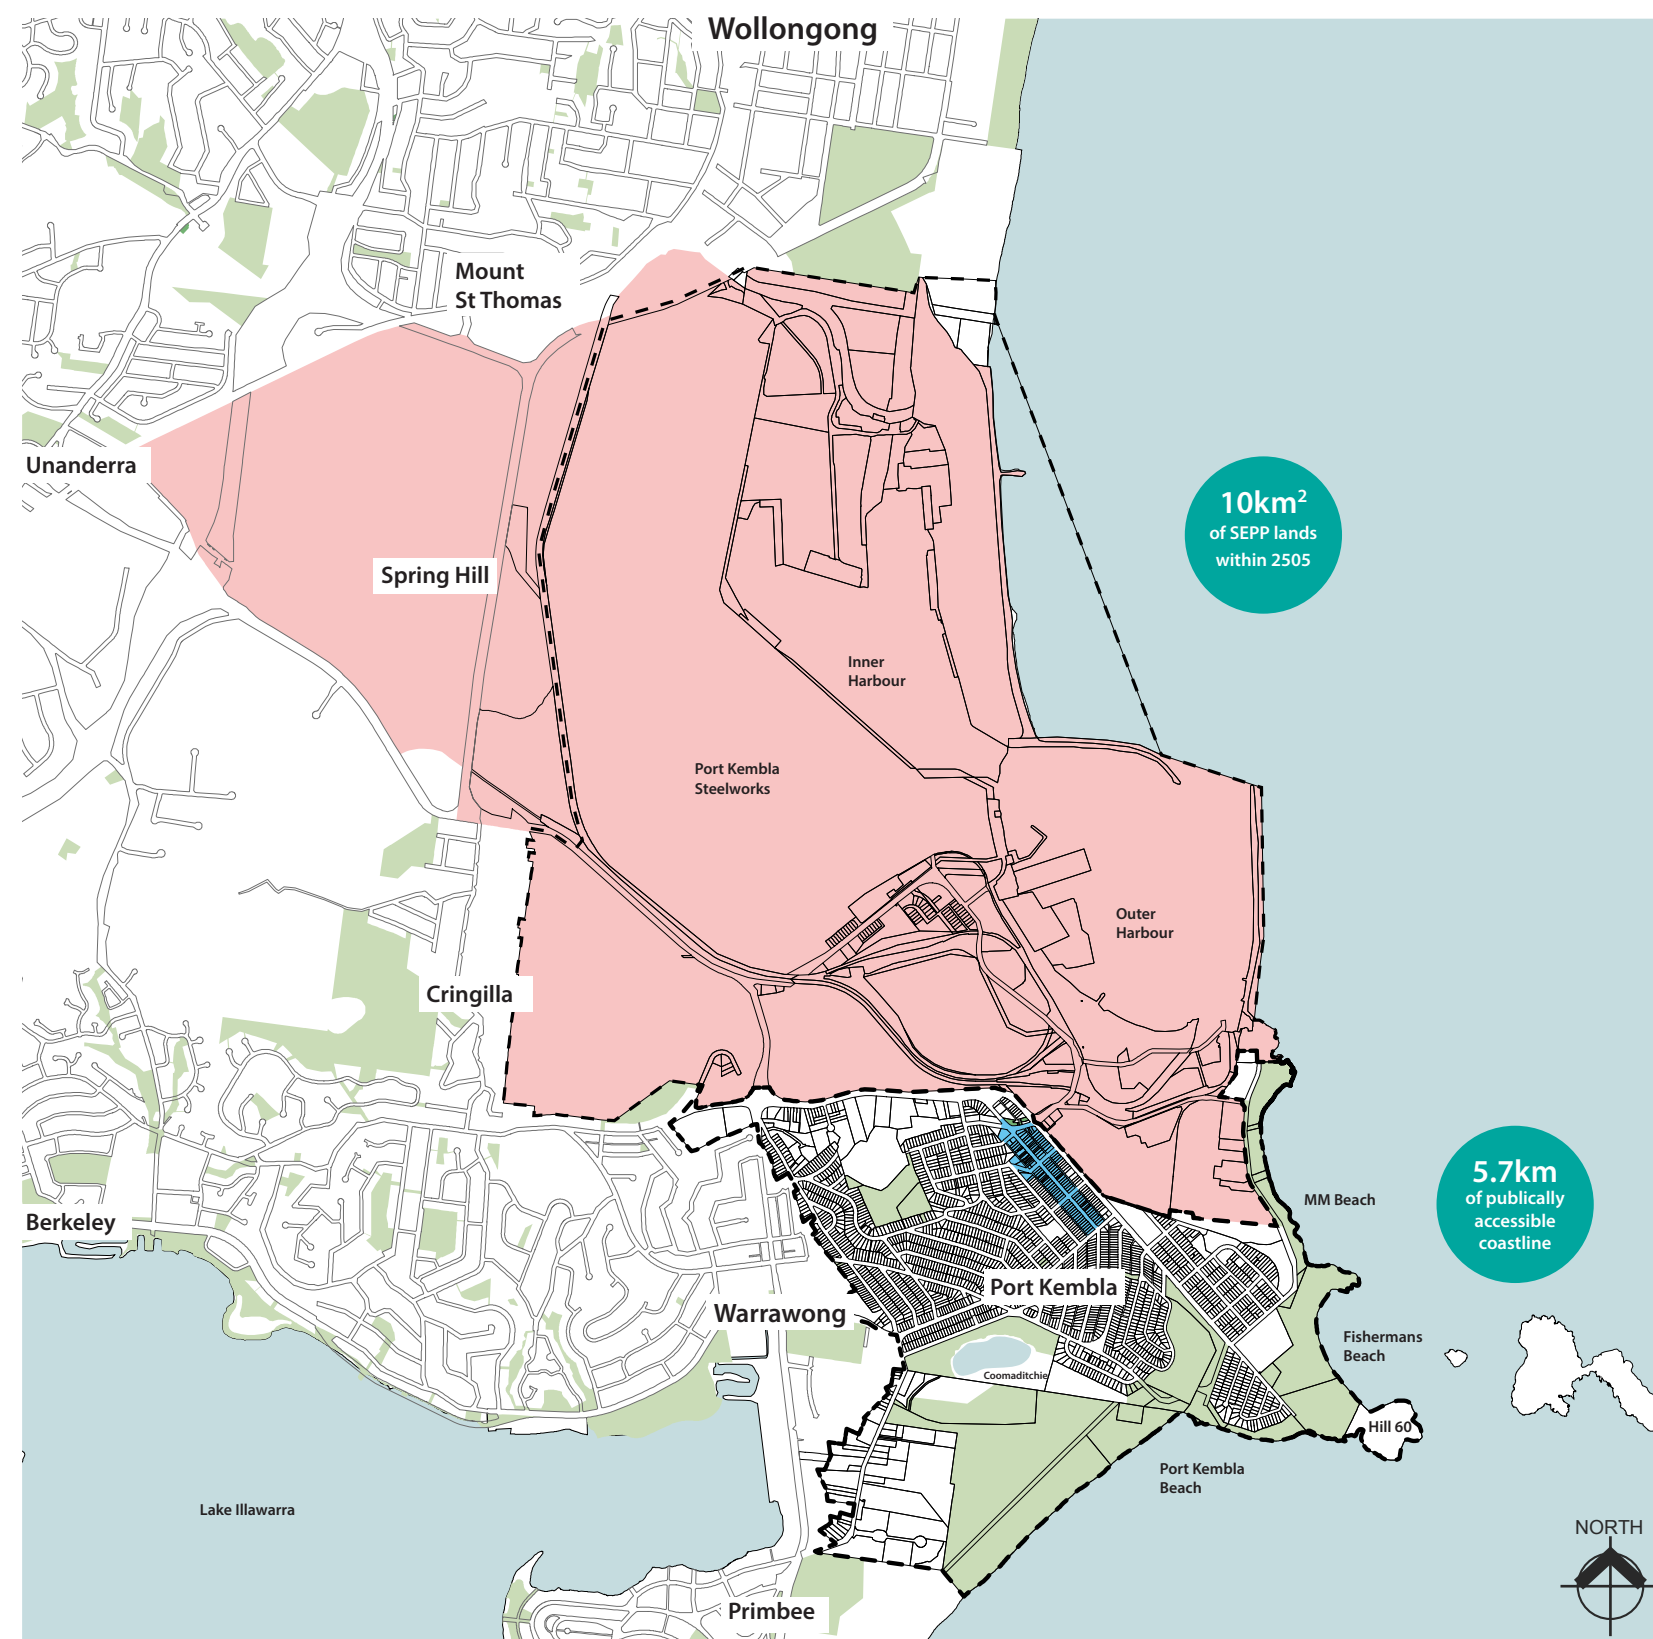 Wollongong
Mount
St Thomas
Unanderra
10km²
of SEPP lands
within 2505
Spring Hill
Inner
Harbour
Port Kembla
Steelworks
Outer
Harbour
Cringilla
5.7km
of publically
accessible
coastline
MM Beach
Berkeley
Port Kembla
Warrawong
Fishermans
Beach
Coomaditchie
Hill 60
Port Kembla
Beach
Lake Illawarra
NORTH
Primbee